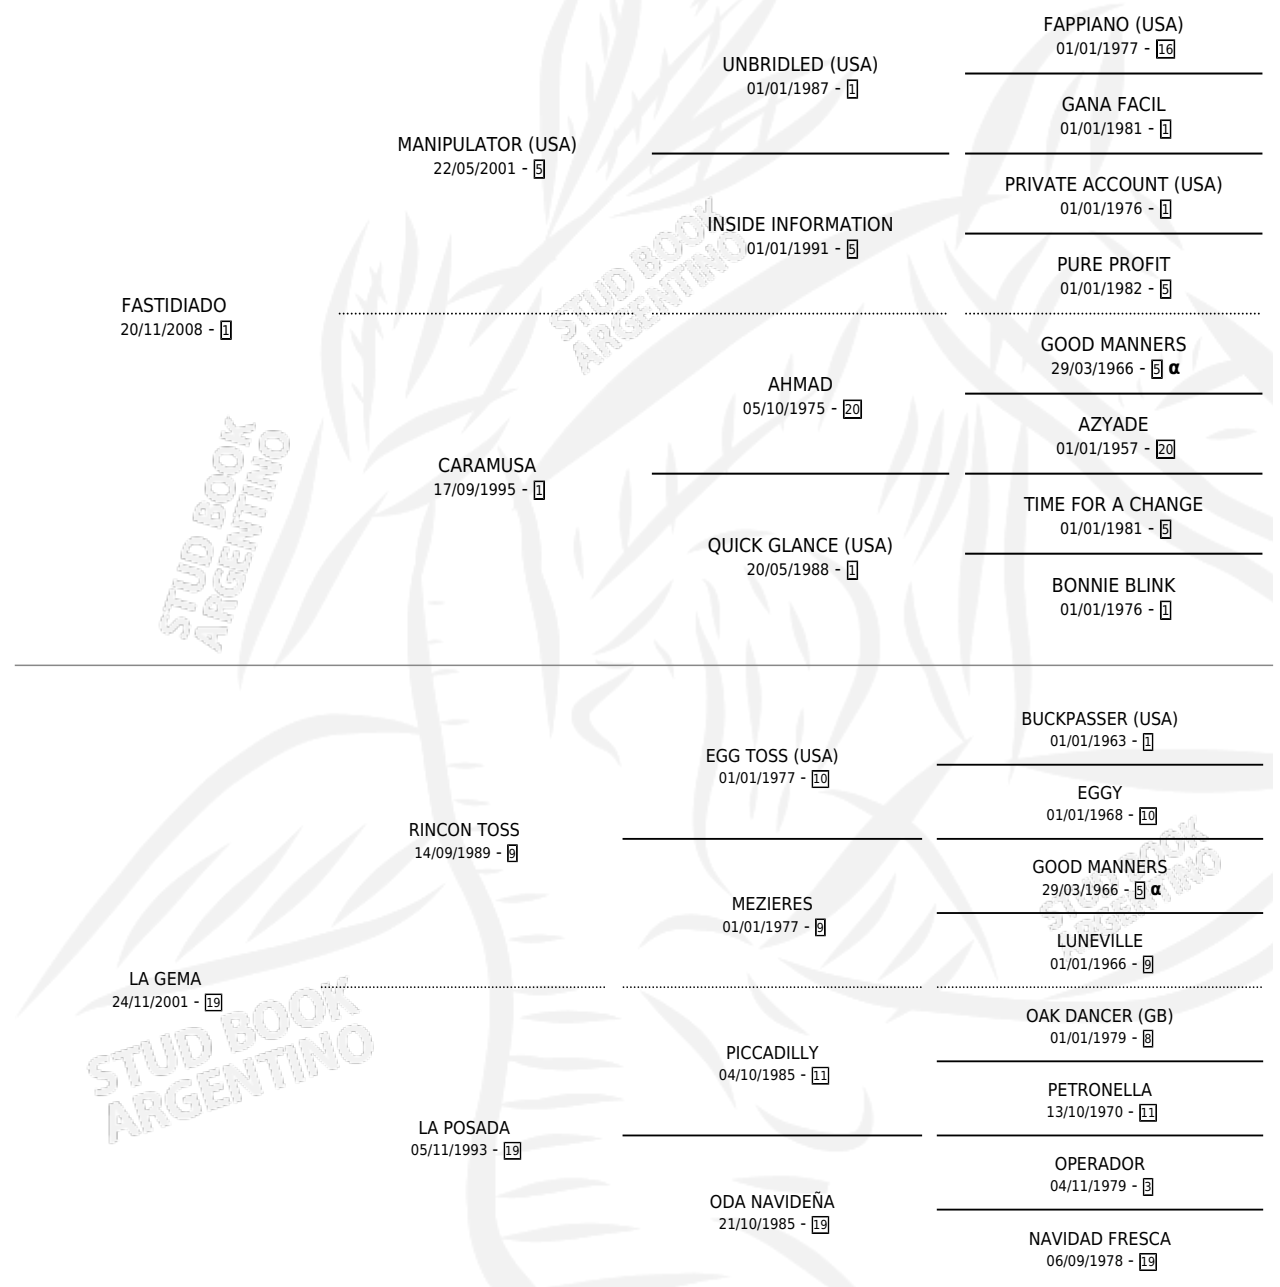 FAPPIANO (USA)
01/01/1977 - 16
UNBRIDLED (USA)
01/01/1987 - 1
GANA FACIL
01/01/1981 - 1
MANIPULATOR (USA)
22/05/2001 - 5
PRIVATE ACCOUNT (USA)
01/01/1976 - 1
INSIDE INFORMATION
01/01/1991 - 5
PURE PROFIT
01/01/1982 - 5
FASTIDIADO
20/11/2008 - 1
GOOD MANNERS
29/03/1966 - 5 α
AHMAD
05/10/1975 - 20
AZYADE
01/01/1957 - 20
CARAMUSA
17/09/1995 - 1
TIME FOR A CHANGE
01/01/1981 - 5
QUICK GLANCE (USA)
20/05/1988 - 1
BONNIE BLINK
01/01/1976 - 1
BUCKPASSER (USA)
01/01/1963 - 1
EGG TOSS (USA)
01/01/1977 - 10
EGGY
01/01/1968 - 10
RINCON TOSS
14/09/1989 - 9
GOOD MANNERS
29/03/1966 - 5 α
MEZIERES
01/01/1977 - 9
LUNEVILLE
01/01/1966 - 9
LA GEMA
24/11/2001 - 19
OAK DANCER (GB)
01/01/1979 - 8
PICCADILLY
04/10/1985 - 11
PETRONELLA
13/10/1970 - 11
LA POSADA
05/11/1993 - 19
OPERADOR
04/11/1979 - 3
ODA NAVIDEÑA
21/10/1985 - 19
NAVIDAD FRESCA
06/09/1978 - 19
STUD BOOK
ARGENTINO
STUD BOOK
ARGENTINO
STUD BOOK
ARGENTINO
STUD BOOK
ARGENTINO